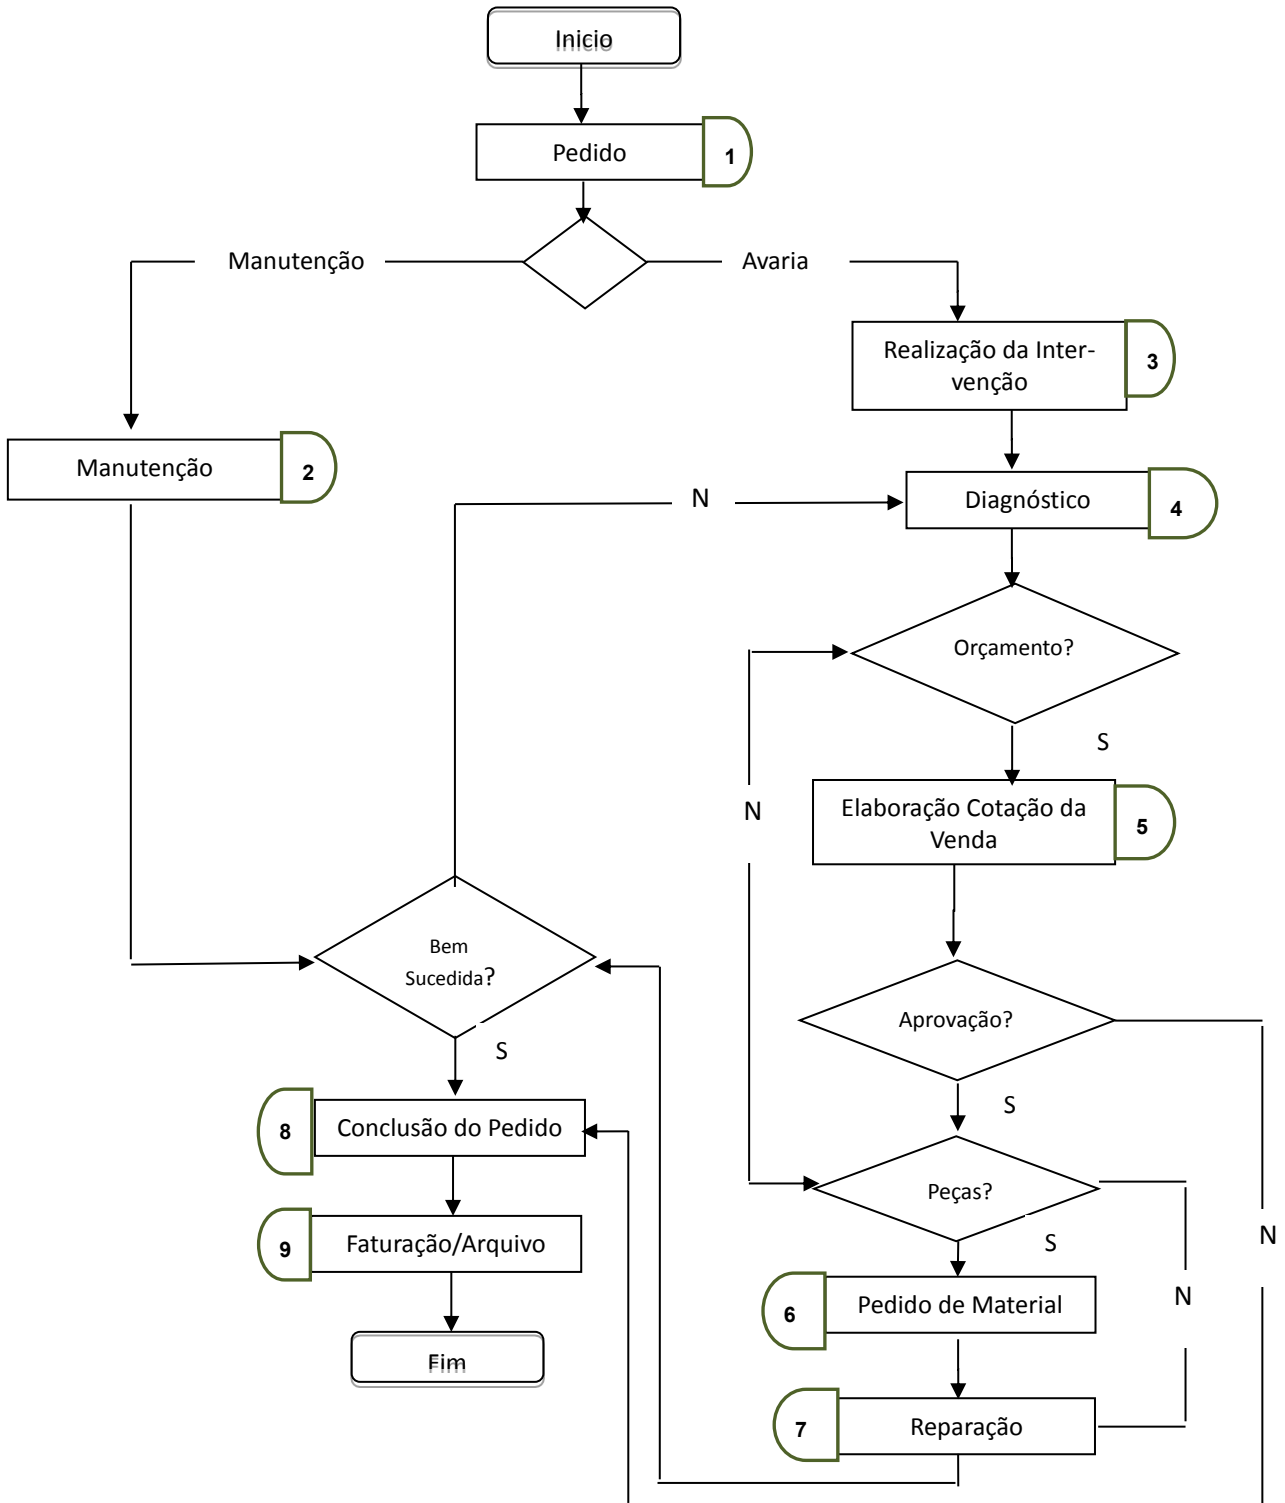 Inicio
Pedido
1
Manutenção
Avaria
Realização da Inter-
venção
3
Manutenção
2
N
Diagnóstico
4
Orçamento?
S
N
Elaboração Cotação da
Venda
5
Bem
Sucedida?
S
Aprovação?
S
8
Conclusão do Pedido
Peças?
S
N
9
Faturação/Arquivo
6
Pedido de Material
N
Fim
7
Reparação